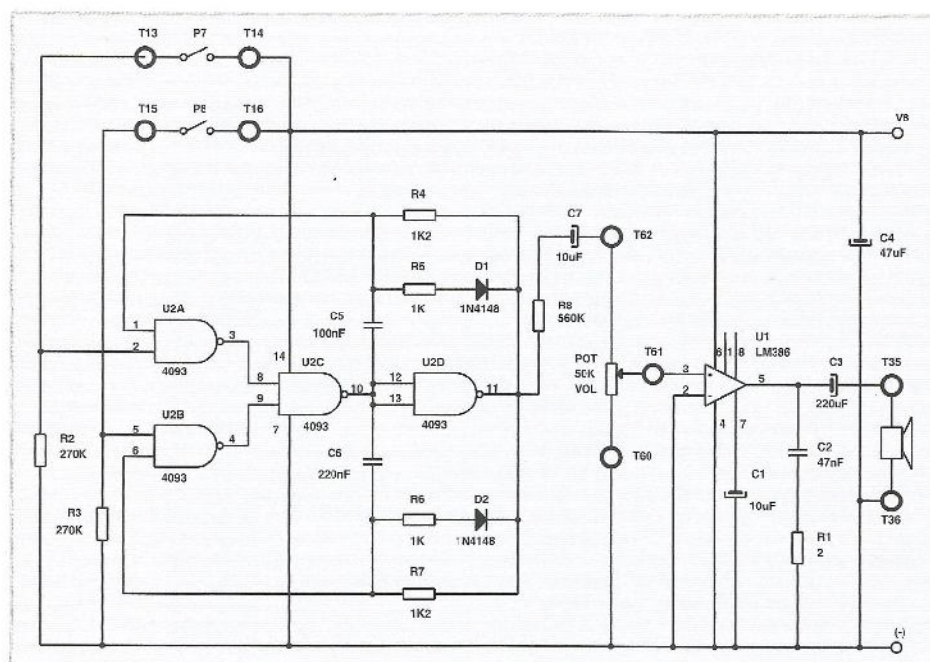 T13 P7 T14
T15 P8 T16
V8
R4
1K2
C7
10uF
T62
R5 D1
1K 1N4148
R8
560K
C4
47uF
U2A
1
2
3
4093
C5
100nF
14
U2C
8
9
10
4093
7
U2D
12
13
11
4093
U2B
5
6
4
4093
C6
220nF
POT
50K
VOL
T61
T60
3
2
6 1 8
U1
LM386
5
4 7
C3
220uF
T35
T36
C2
47nF
C1
10uF
R1
2
R2
270K
R3
270K
R6 D2
1K 1N4148
R7
1K2
(-)